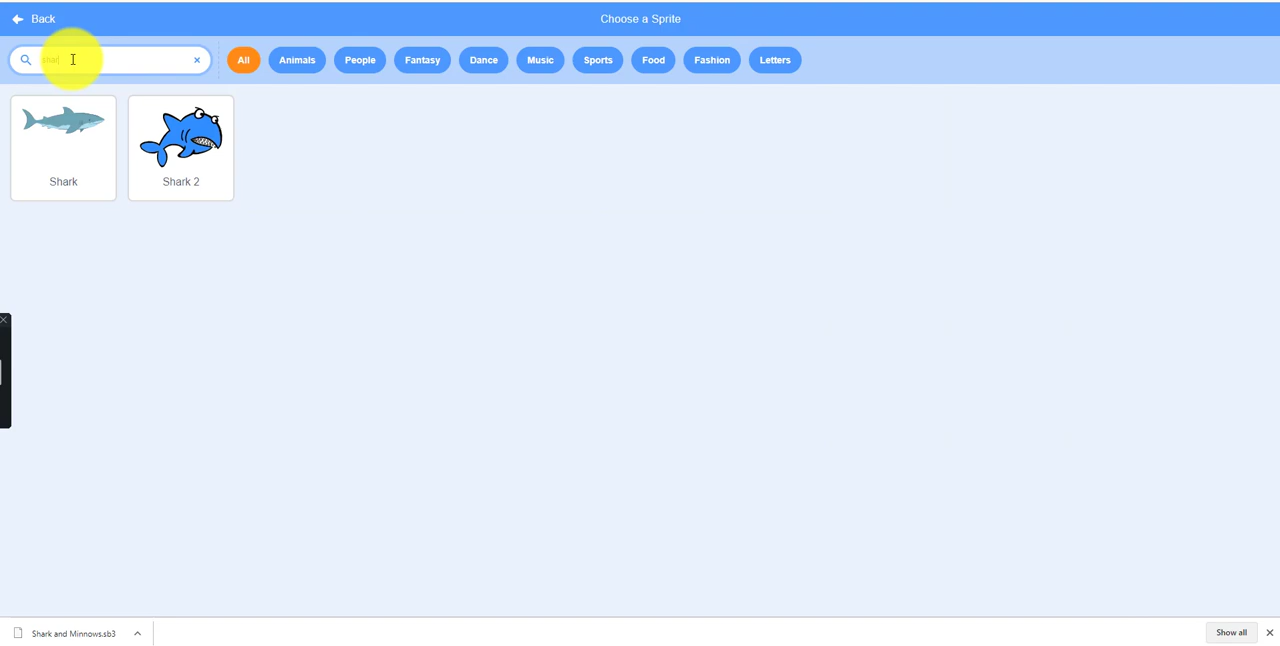 Back
Choose a Sprite
shar
All
Animals
People
Fantasy
Dance
Music
Sports
Food
Fashion
Letters
Shark
Shark 2
Shark and Minnows.sb3
Show all